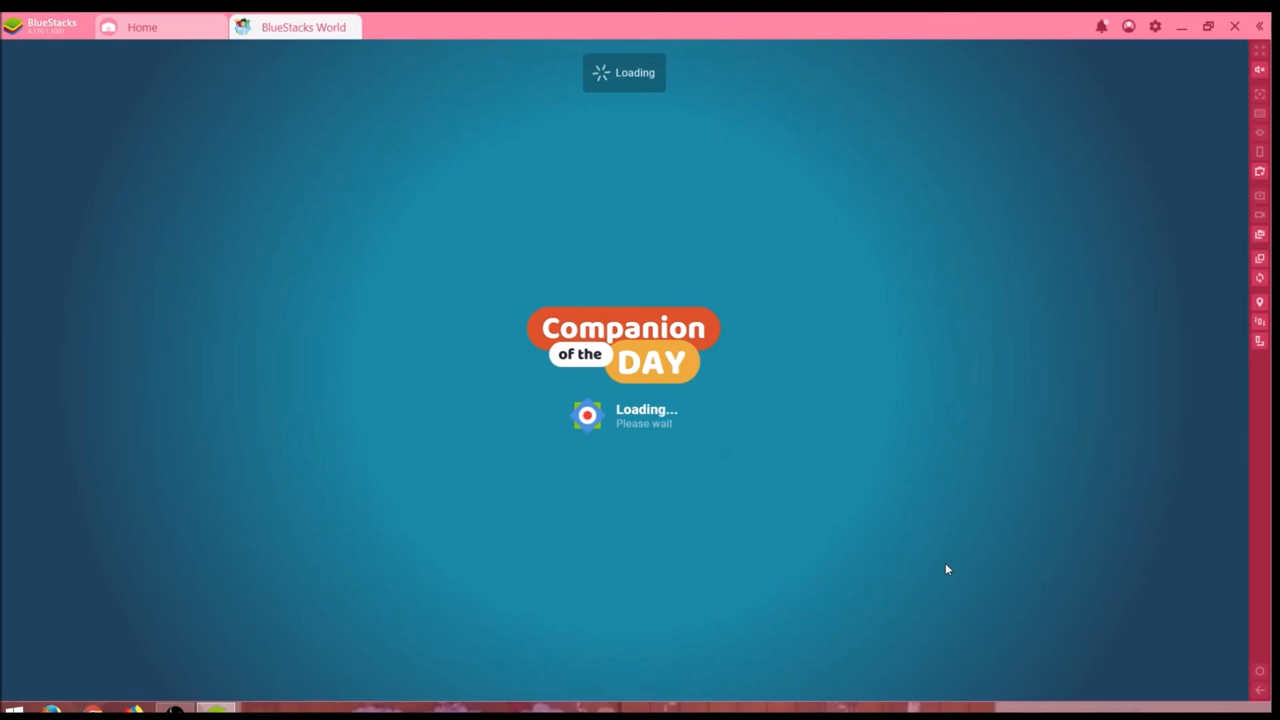 BlueStacks
Home
BlueStacks World
Loading
Companion
of the
DAY
Loading...
Please wait